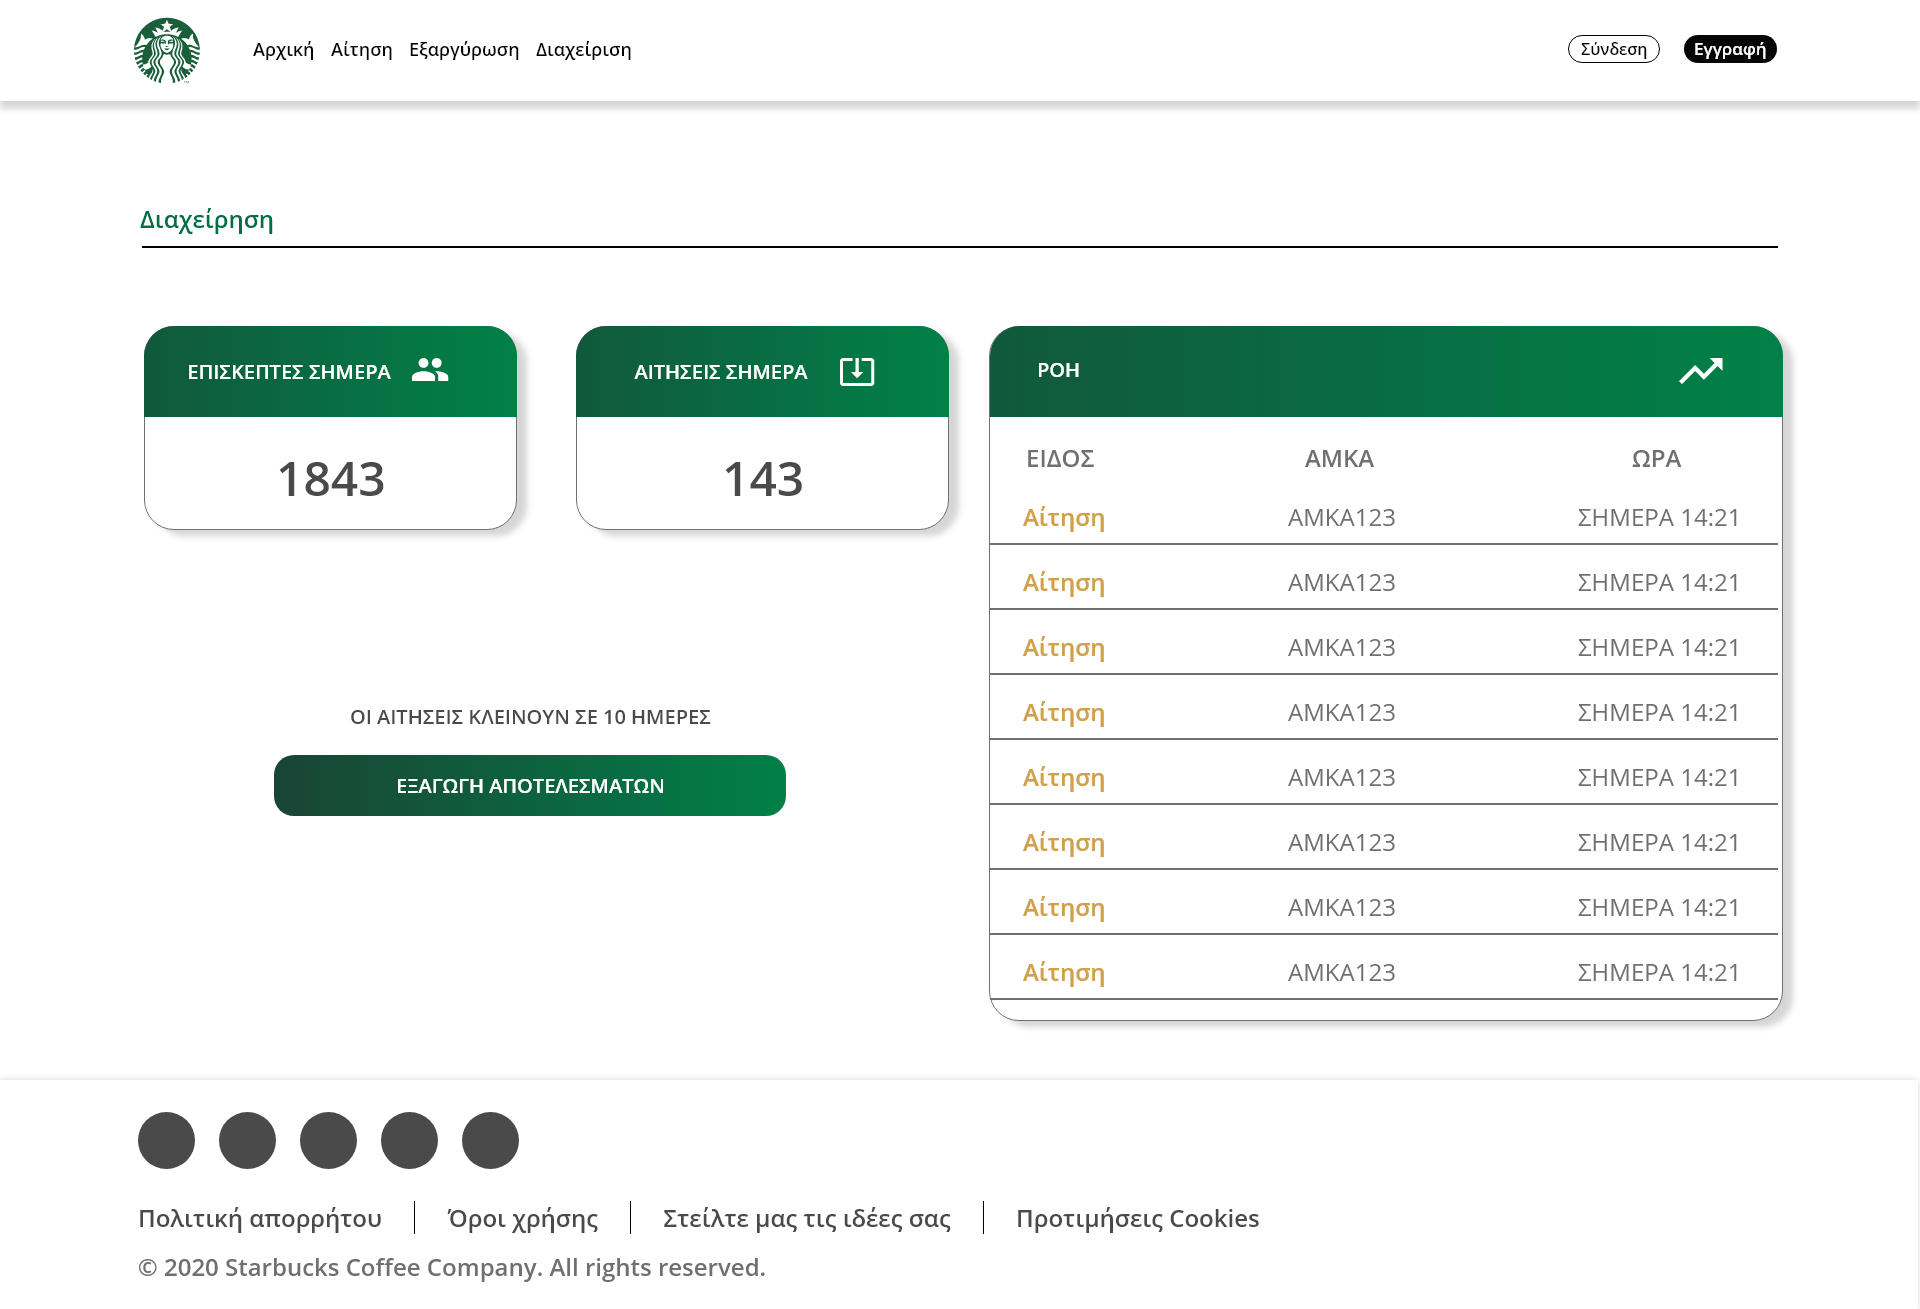 Αρχική Αίτηση Εξαργύρωση Διαχείριση Σύνδεση Εγγραφή
Διαχείρηση
ΕΠΙΣΚΕΠΤΕΣ ΣΗΜΕΡΑ
1843
ΑΙΤΗΣΕΙΣ ΣΗΜΕΡΑ
143
ΟΙ ΑΙΤΗΣΕΙΣ ΚΛΕΙΝΟΥΝ ΣΕ 10 ΗΜΕΡΕΣ
ΕΞΑΓΩΓΗ ΑΠΟΤΕΛΕΣΜΑΤΩΝ
ΡΟΗ
ΕΙΔΟΣ ΑΜΚΑ ΩΡΑ
Αίτηση ΑΜΚΑ123 ΣΗΜΕΡΑ 14:21
Αίτηση ΑΜΚΑ123 ΣΗΜΕΡΑ 14:21
Αίτηση ΑΜΚΑ123 ΣΗΜΕΡΑ 14:21
Αίτηση ΑΜΚΑ123 ΣΗΜΕΡΑ 14:21
Αίτηση ΑΜΚΑ123 ΣΗΜΕΡΑ 14:21
Αίτηση ΑΜΚΑ123 ΣΗΜΕΡΑ 14:21
Αίτηση ΑΜΚΑ123 ΣΗΜΕΡΑ 14:21
Αίτηση ΑΜΚΑ123 ΣΗΜΕΡΑ 14:21
Πολιτική απορρήτου Όροι χρήσης Στείλτε μας τις ιδέες σας Προτιμήσεις Cookies
© 2020 Starbucks Coffee Company. All rights reserved.